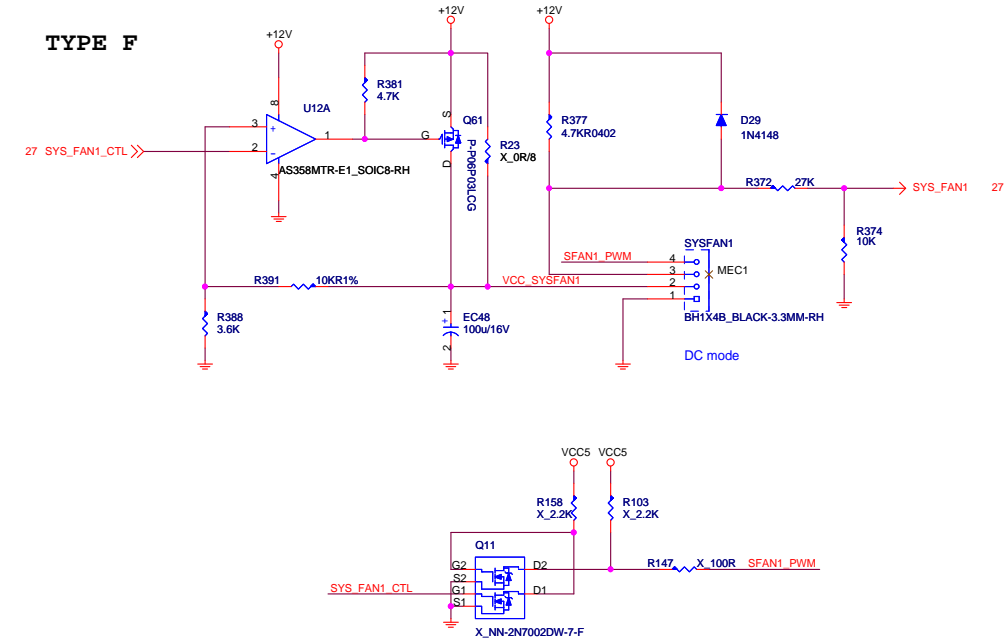 TYPE F
+12V
+12V
+12V
R381
4.7K
U12A
8
3
+
1
2
-
4
AS358MTR-E1_SOIC8-RH
27 SYS_FAN1_CTL
S
Q61
G
D
P-P06P03LCG
R23
X_0R/8
R377
4.7KR0402
D29
1N4148
R372
27K
SYS_FAN1 27
R374
10K
SYSFAN1
SFAN1_PWM
4
3
2
1
MEC1
VCC_SYSFAN1
BH1X4B_BLACK-3.3MM-RH
R391
10KR1%
R388
3.6K
+
1
EC48
100u/16V
2
DC mode
VCC5
VCC5
R158
X_2.2K
R103
X_2.2K
Q11
G2
S2
G1
S1
D2
D1
R147
X_100R
SFAN1_PWM
SYS_FAN1_CTL
X_NN-2N7002DW-7-F